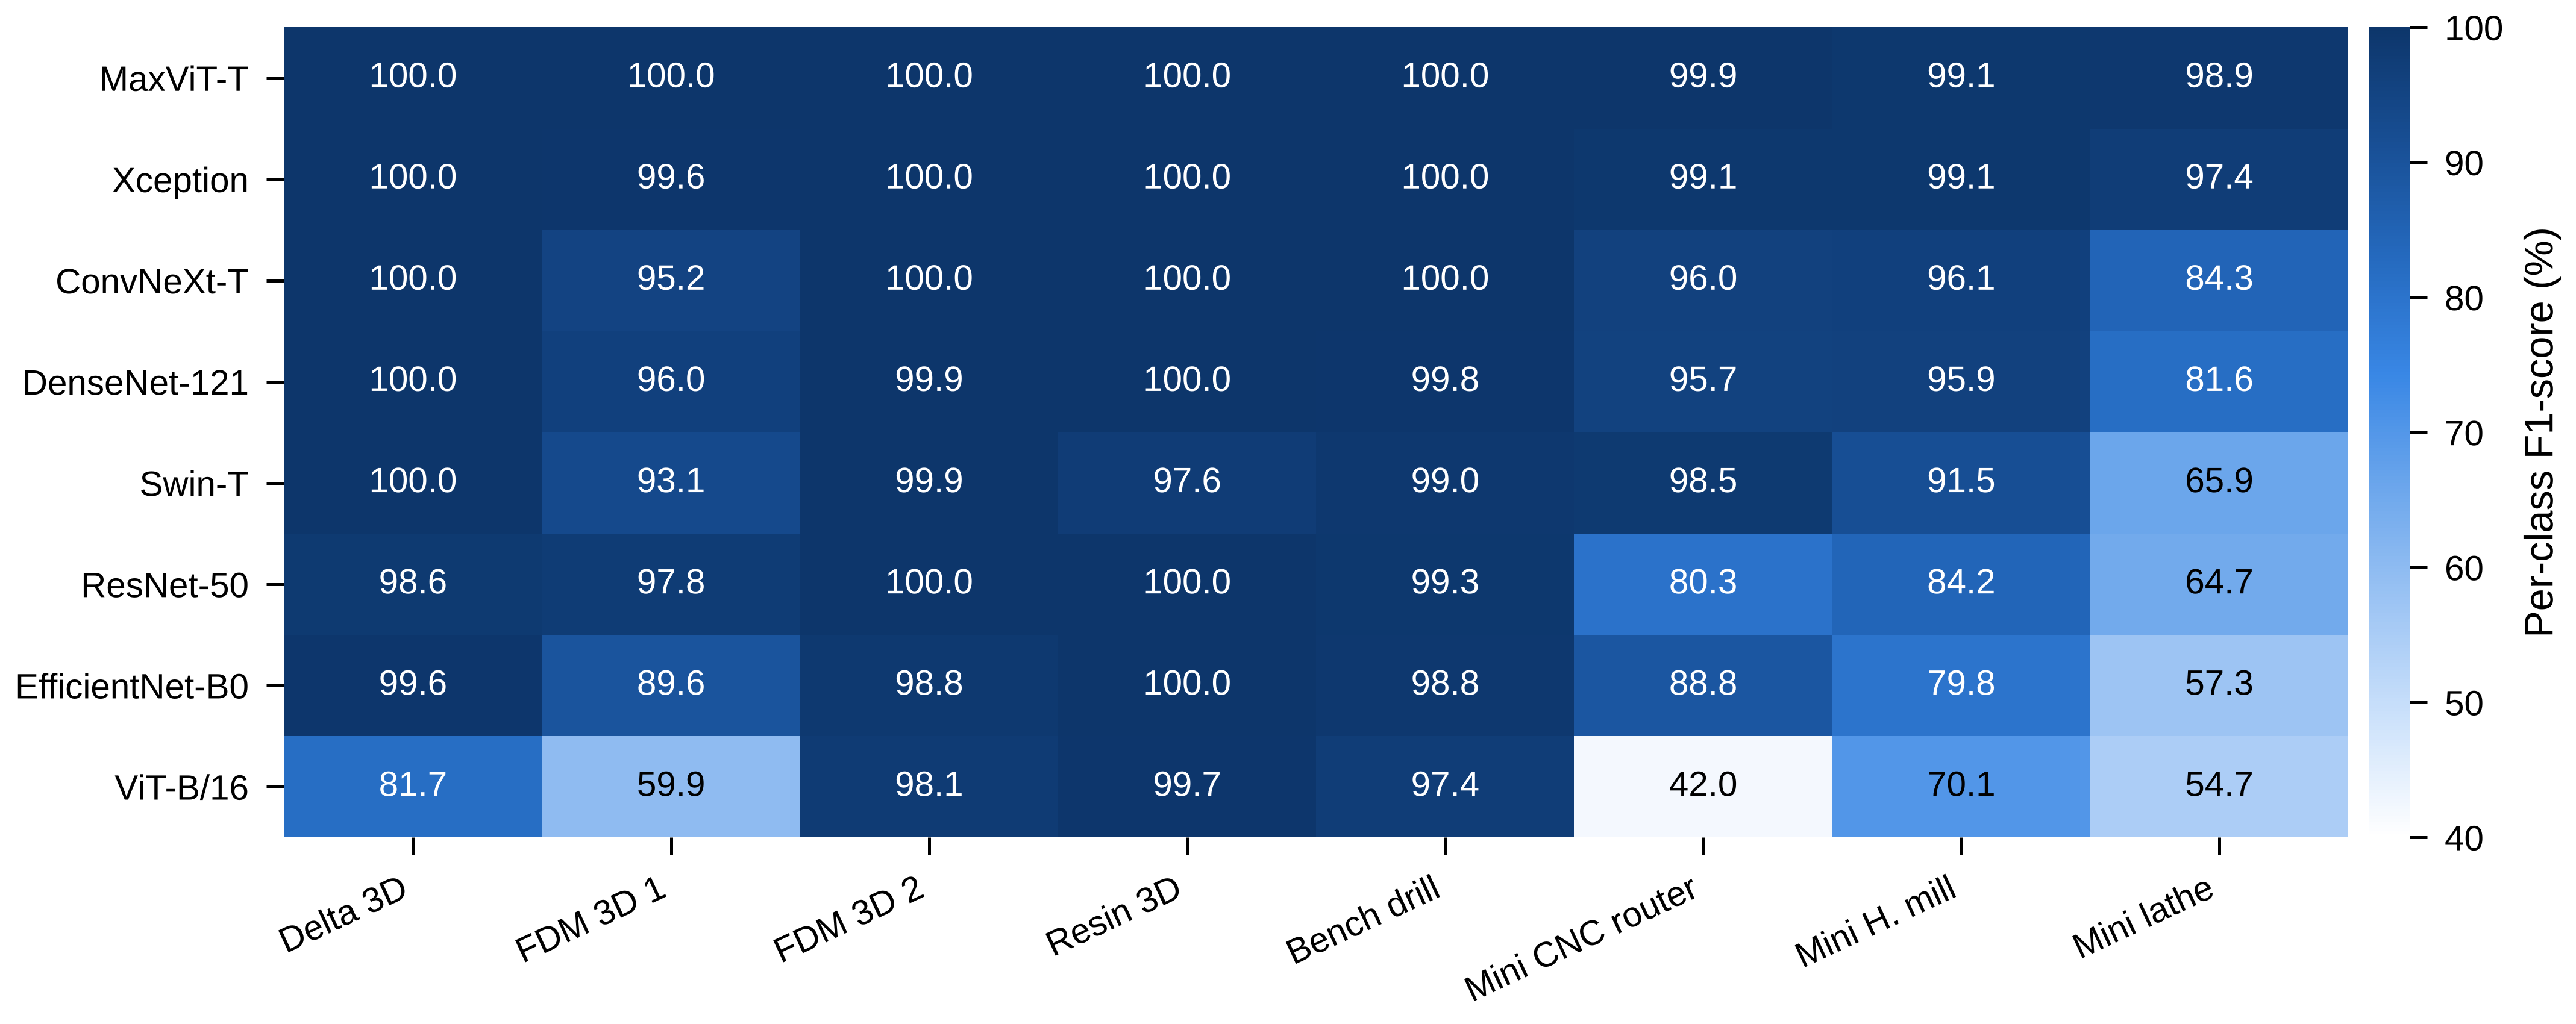 MaxViT-T 100.0 100.0 100.0 100.0 100.0 99.9 99.1 98.9
Xception 100.0 99.6 100.0 100.0 100.0 99.1 99.1 97.4
ConvNeXt-T 100.0 95.2 100.0 100.0 100.0 96.0 96.1 84.3
DenseNet-121 100.0 96.0 99.9 100.0 99.8 95.7 95.9 81.6
Swin-T 100.0 93.1 99.9 97.6 99.0 98.5 91.5 65.9
ResNet-50 98.6 97.8 100.0 100.0 99.3 80.3 84.2 64.7
EfficientNet-B0 99.6 89.6 98.8 100.0 98.8 88.8 79.8 57.3
ViT-B/16 81.7 59.9 98.1 99.7 97.4 42.0 70.1 54.7
Delta 3D
FDM 3D 1
FDM 3D 2
Resin 3D
Bench drill
Mini CNC router
Mini H. mill
Mini lathe
100
90
80
70
60
50
40
Per-class F1-score (%)